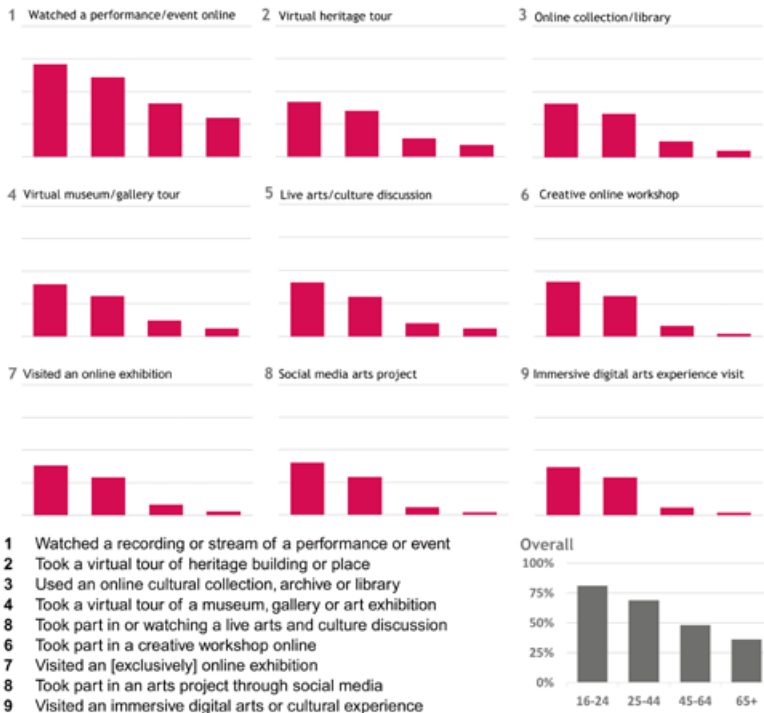 1 Watched a performance/event online
2 Virtual heritage tour
3 Online collection/library
4 Virtual museum/gallery tour
5 Live arts/culture discussion
6 Creative online workshop
7 Visited an online exhibition
8 Social media arts project
9 Immersive digital arts experience visit
1 Watched a recording or stream of a performance or event
2 Took a virtual tour of heritage building or place
3 Used an online cultural collection, archive or library
4 Took a virtual tour of a museum, gallery or art exhibition
8 Took part in or watching a live arts and culture discussion
6 Took part in a creative workshop online
7 Visited an [exclusively] online exhibition
8 Took part in an arts project through social media
9 Visited an immersive digital arts or cultural experience
Overall
100%
75%
50%
25%
0%
16-24 25-44 45-64 65+